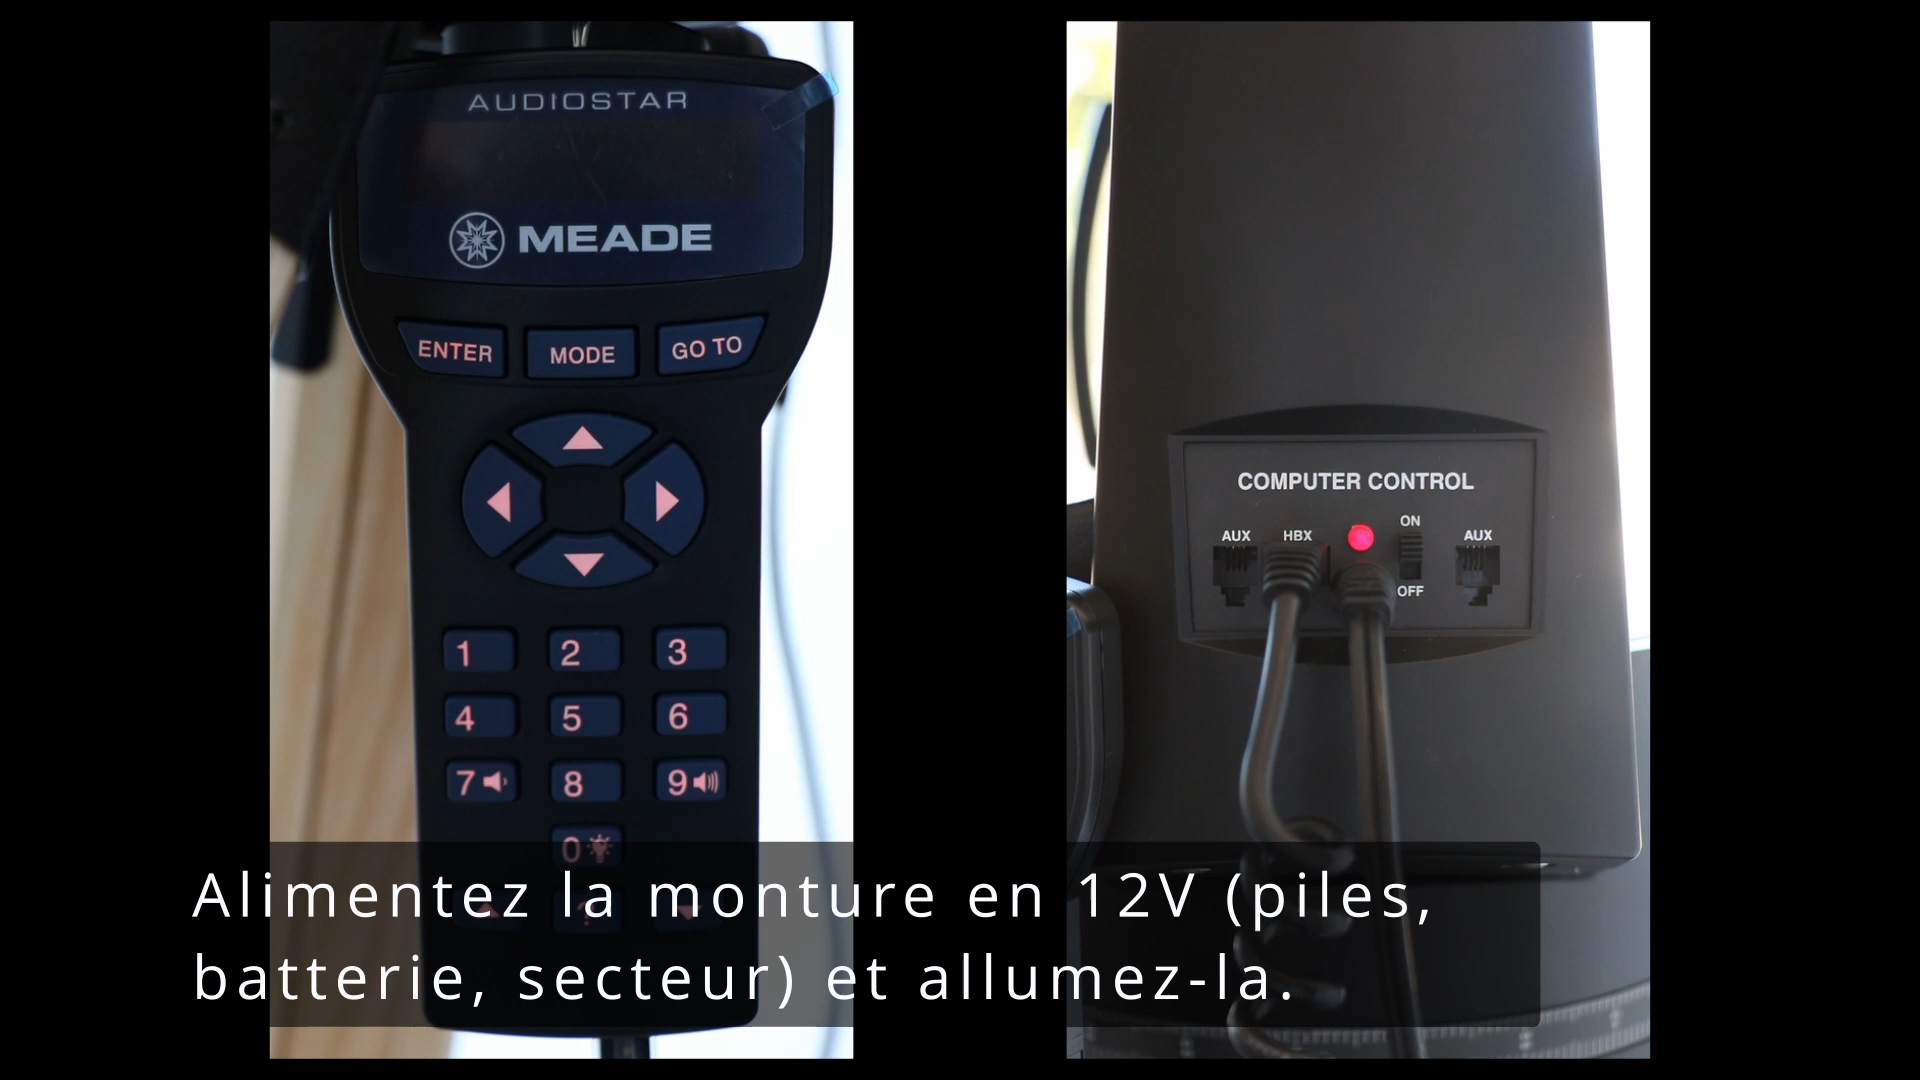 AUDIOSTAR
MEADE
ENTER MODE GO TO
1 2 3
4 5 6
7 8 9
0
?
COMPUTER CONTROL
ON
AUX HBX AUX
OFF
Alimentez la monture en 12V (piles,
batterie, secteur) et allumez-la.